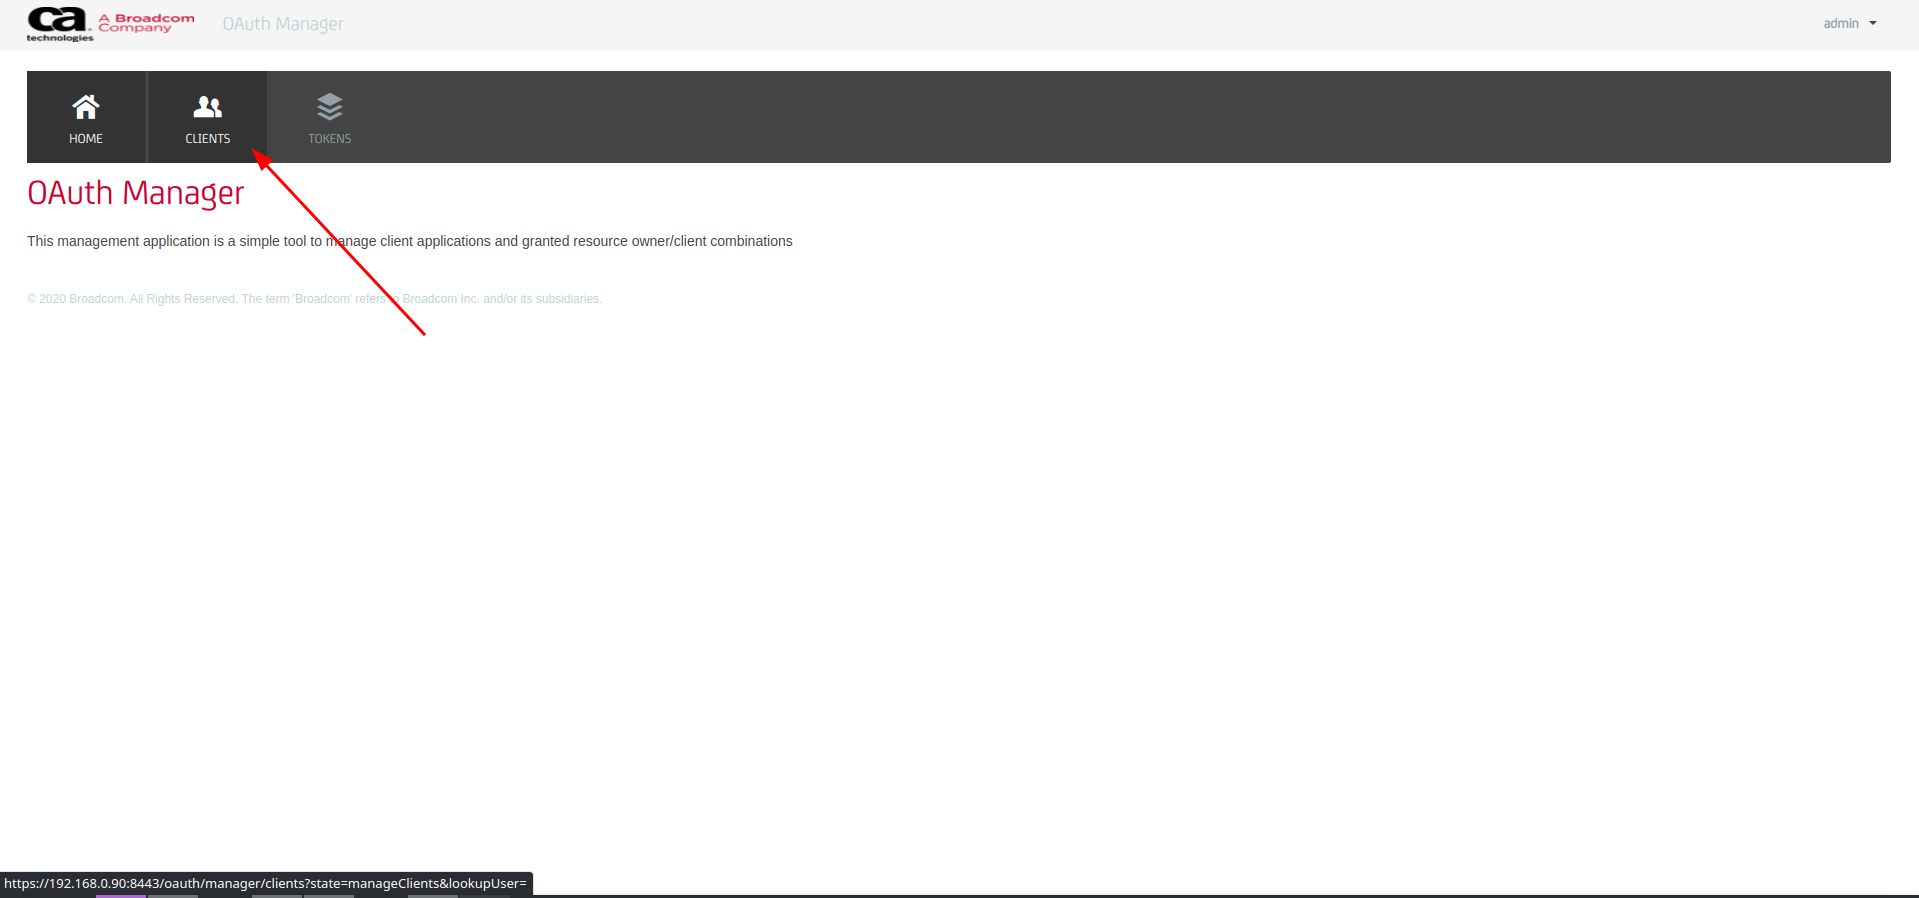 ca technologies
A Broadcom Company
OAuth Manager
admin
HOME
CLIENTS
TOKENS
OAuth Manager
This management application is a simple tool to manage client applications and granted resource owner/client combinations
© 2020 Broadcom. All Rights Reserved. The term 'Broadcom' refers to Broadcom Inc. and/or its subsidiaries.
https://192.168.0.90:8443/oauth/manager/clients?state=manageClients&lookupUser=